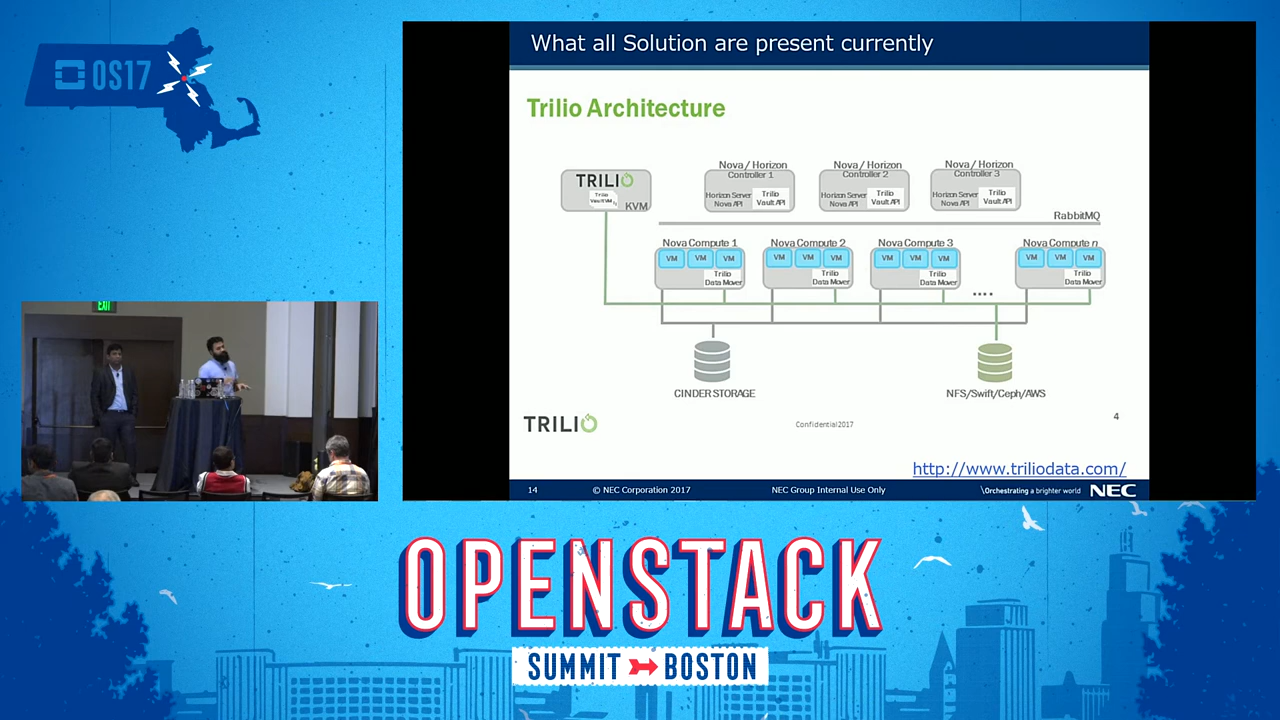 OS17
EXIT
What all Solution are present currently
Trilio Architecture
TRILIO
Trilio
Vault VM
KVM
Nova / Horizon
Controller 1
Horizon Server
Nova API
Trilio
Vault API
Nova / Horizon
Controller 2
Horizon Server
Nova API
Trilio
Vault API
Nova / Horizon
Controller 3
Horizon Server
Nova API
Trilio
Vault API
RabbitMQ
Nova Compute 1
VM VM VM
Trilio
Data Mover
Nova Compute 2
VM VM VM
Trilio
Data Mover
Nova Compute 3
VM VM VM
Trilio
Data Mover
....
Nova Compute n
VM VM VM
Trilio
Data Mover
CINDER STORAGE
NFS/Swift/Ceph/AWS
TRILIO
Confidential2017
4
http://www.triliodata.com/
14
© NEC Corporation 2017
NEC Group Internal Use Only
\Orchestrating a brighter world
NEC
OPENSTACK
SUMMIT BOSTON